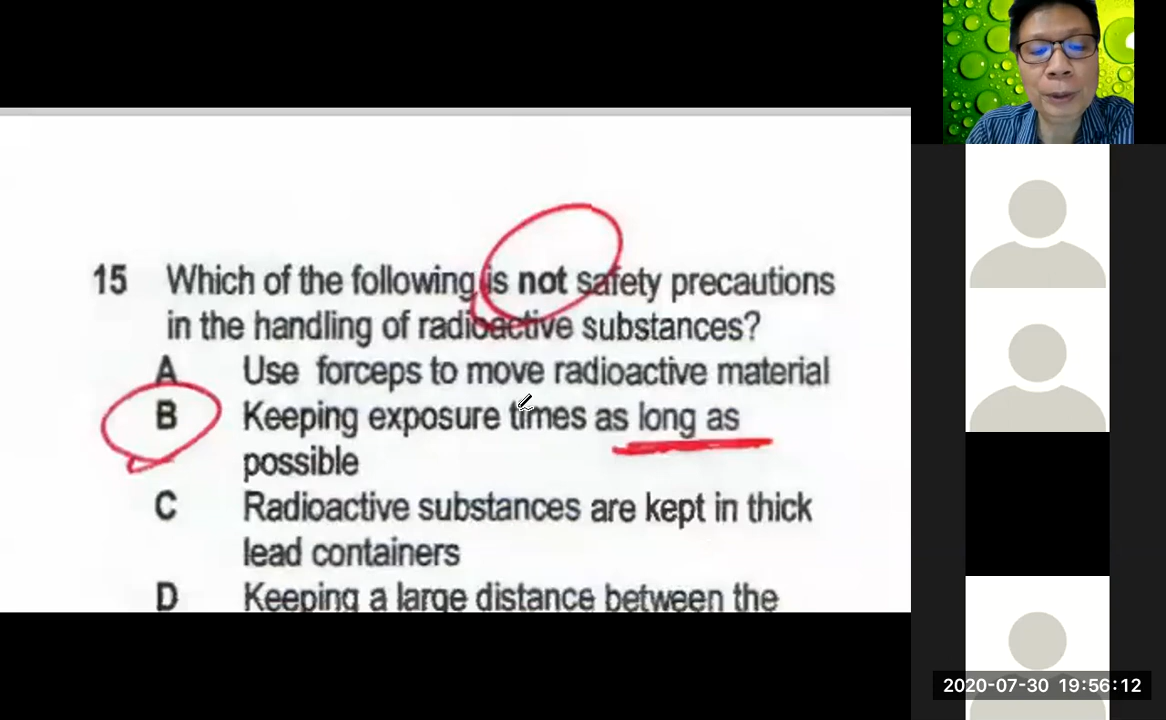 15 Which of the following is not safety precautions
in the handling of radioactive substances?
A Use forceps to move radioactive material
B Keeping exposure times as long as
possible
C Radioactive substances are kept in thick
lead containers
D Keeping a large distance between the
2020-07-30 19:56:12